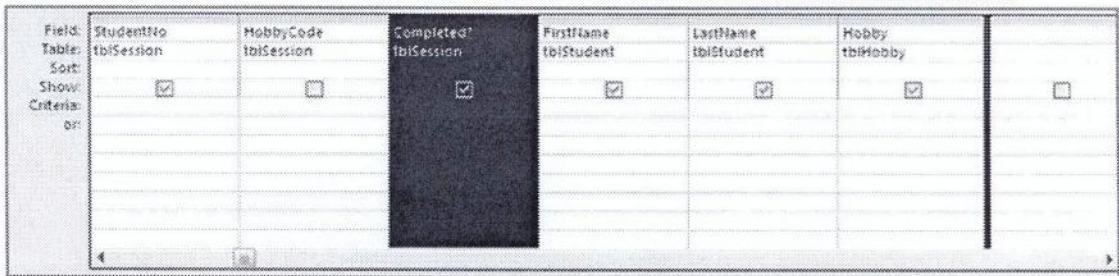 Field: StudentNo HobbyCode Completed? FirstName LastName Hobby
Table: tblSession tblSession tblSession tblStudent tblStudent tblHobby
Sort:
Show:
Criteria:
or: